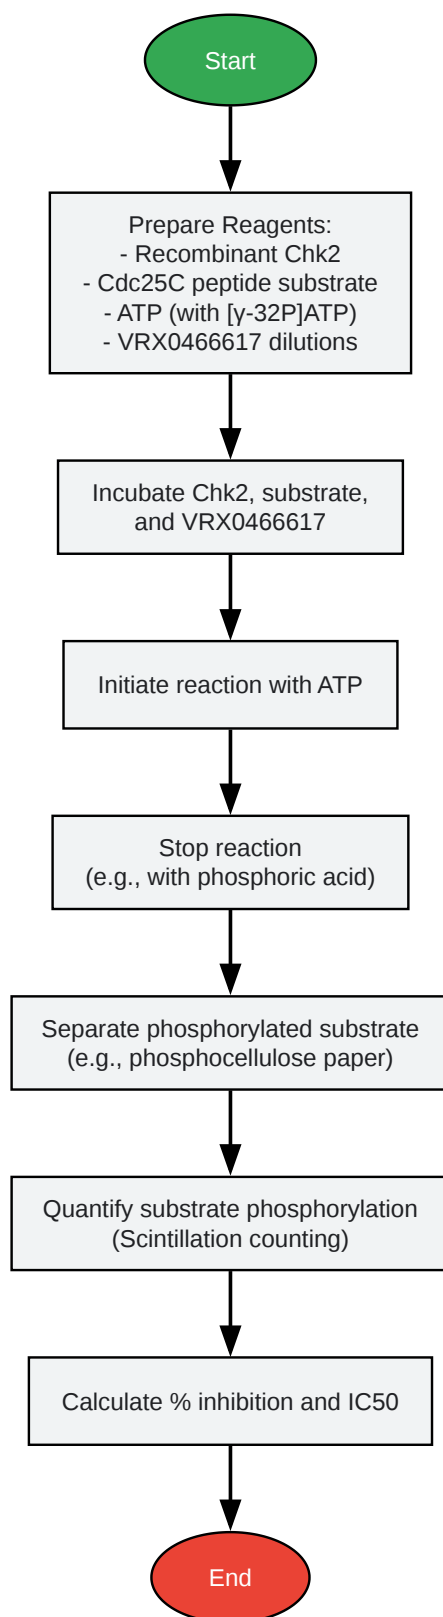 Start
Prepare Reagents:
- Recombinant Chk2
- Cdc25C peptide substrate
- ATP (with [γ-32P]ATP)
- VRX0466617 dilutions
Incubate Chk2, substrate,
and VRX0466617
Initiate reaction with ATP
Stop reaction
(e.g., with phosphoric acid)
Separate phosphorylated substrate
(e.g., phosphocellulose paper)
Quantify substrate phosphorylation
(Scintillation counting)
Calculate % inhibition and IC50
End